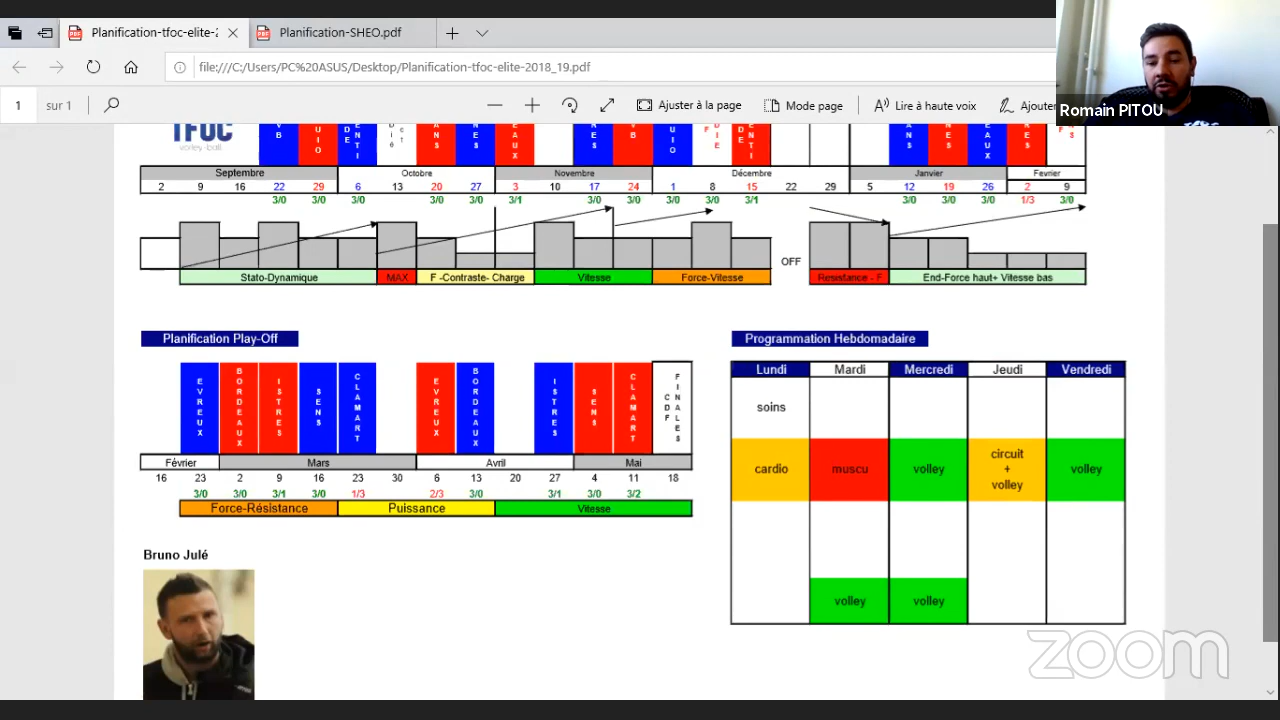 Planification-tfoc-elite-2
Planification-SHEO.pdf
file:///C:/Users/PC%20ASUS/Desktop/Planification-tfoc-elite-2018_19.pdf
Romain PITOU
1 sur 1
Ajuster à la page
Mode page
Lire à haute voix
Ajouter
TFOC
volley-ball
Septembre Octobre Novembre Décembre Janvier Fevrier
2 9 16 22 29 6 13 20 27 3 10 17 24 1 8 15 22 29 5 12 19 26 2 9
3/0 3/0 3/0 3/0 3/0 3/1 3/0 3/0 3/0 3/0 3/1 3/0 3/0 3/0 1/3 3/0
OFF
Stato-Dynamique MAX F -Contraste- Charge Vitesse Force-Vitesse Resistance - F End-Force haut+ Vitesse bas
Planification Play-Off
EVREUX BORDEAUX ISTRES SENS CLAMART EVREUX BORDEAUX ISTRES SENS CLAMART FINALES CDF
Février Mars Avril Mai
16 23 2 9 16 23 30 6 13 20 27 4 11 18
3/0 3/0 3/1 3/0 1/3 2/3 3/0 3/1 3/0 3/2
Force-Résistance Puissance Vitesse
Programmation Hebdomadaire
Lundi Mardi Mercredi Jeudi Vendredi
soins
cardio muscu volley circuit + volley volley
volley volley
Bruno Julé
zoom